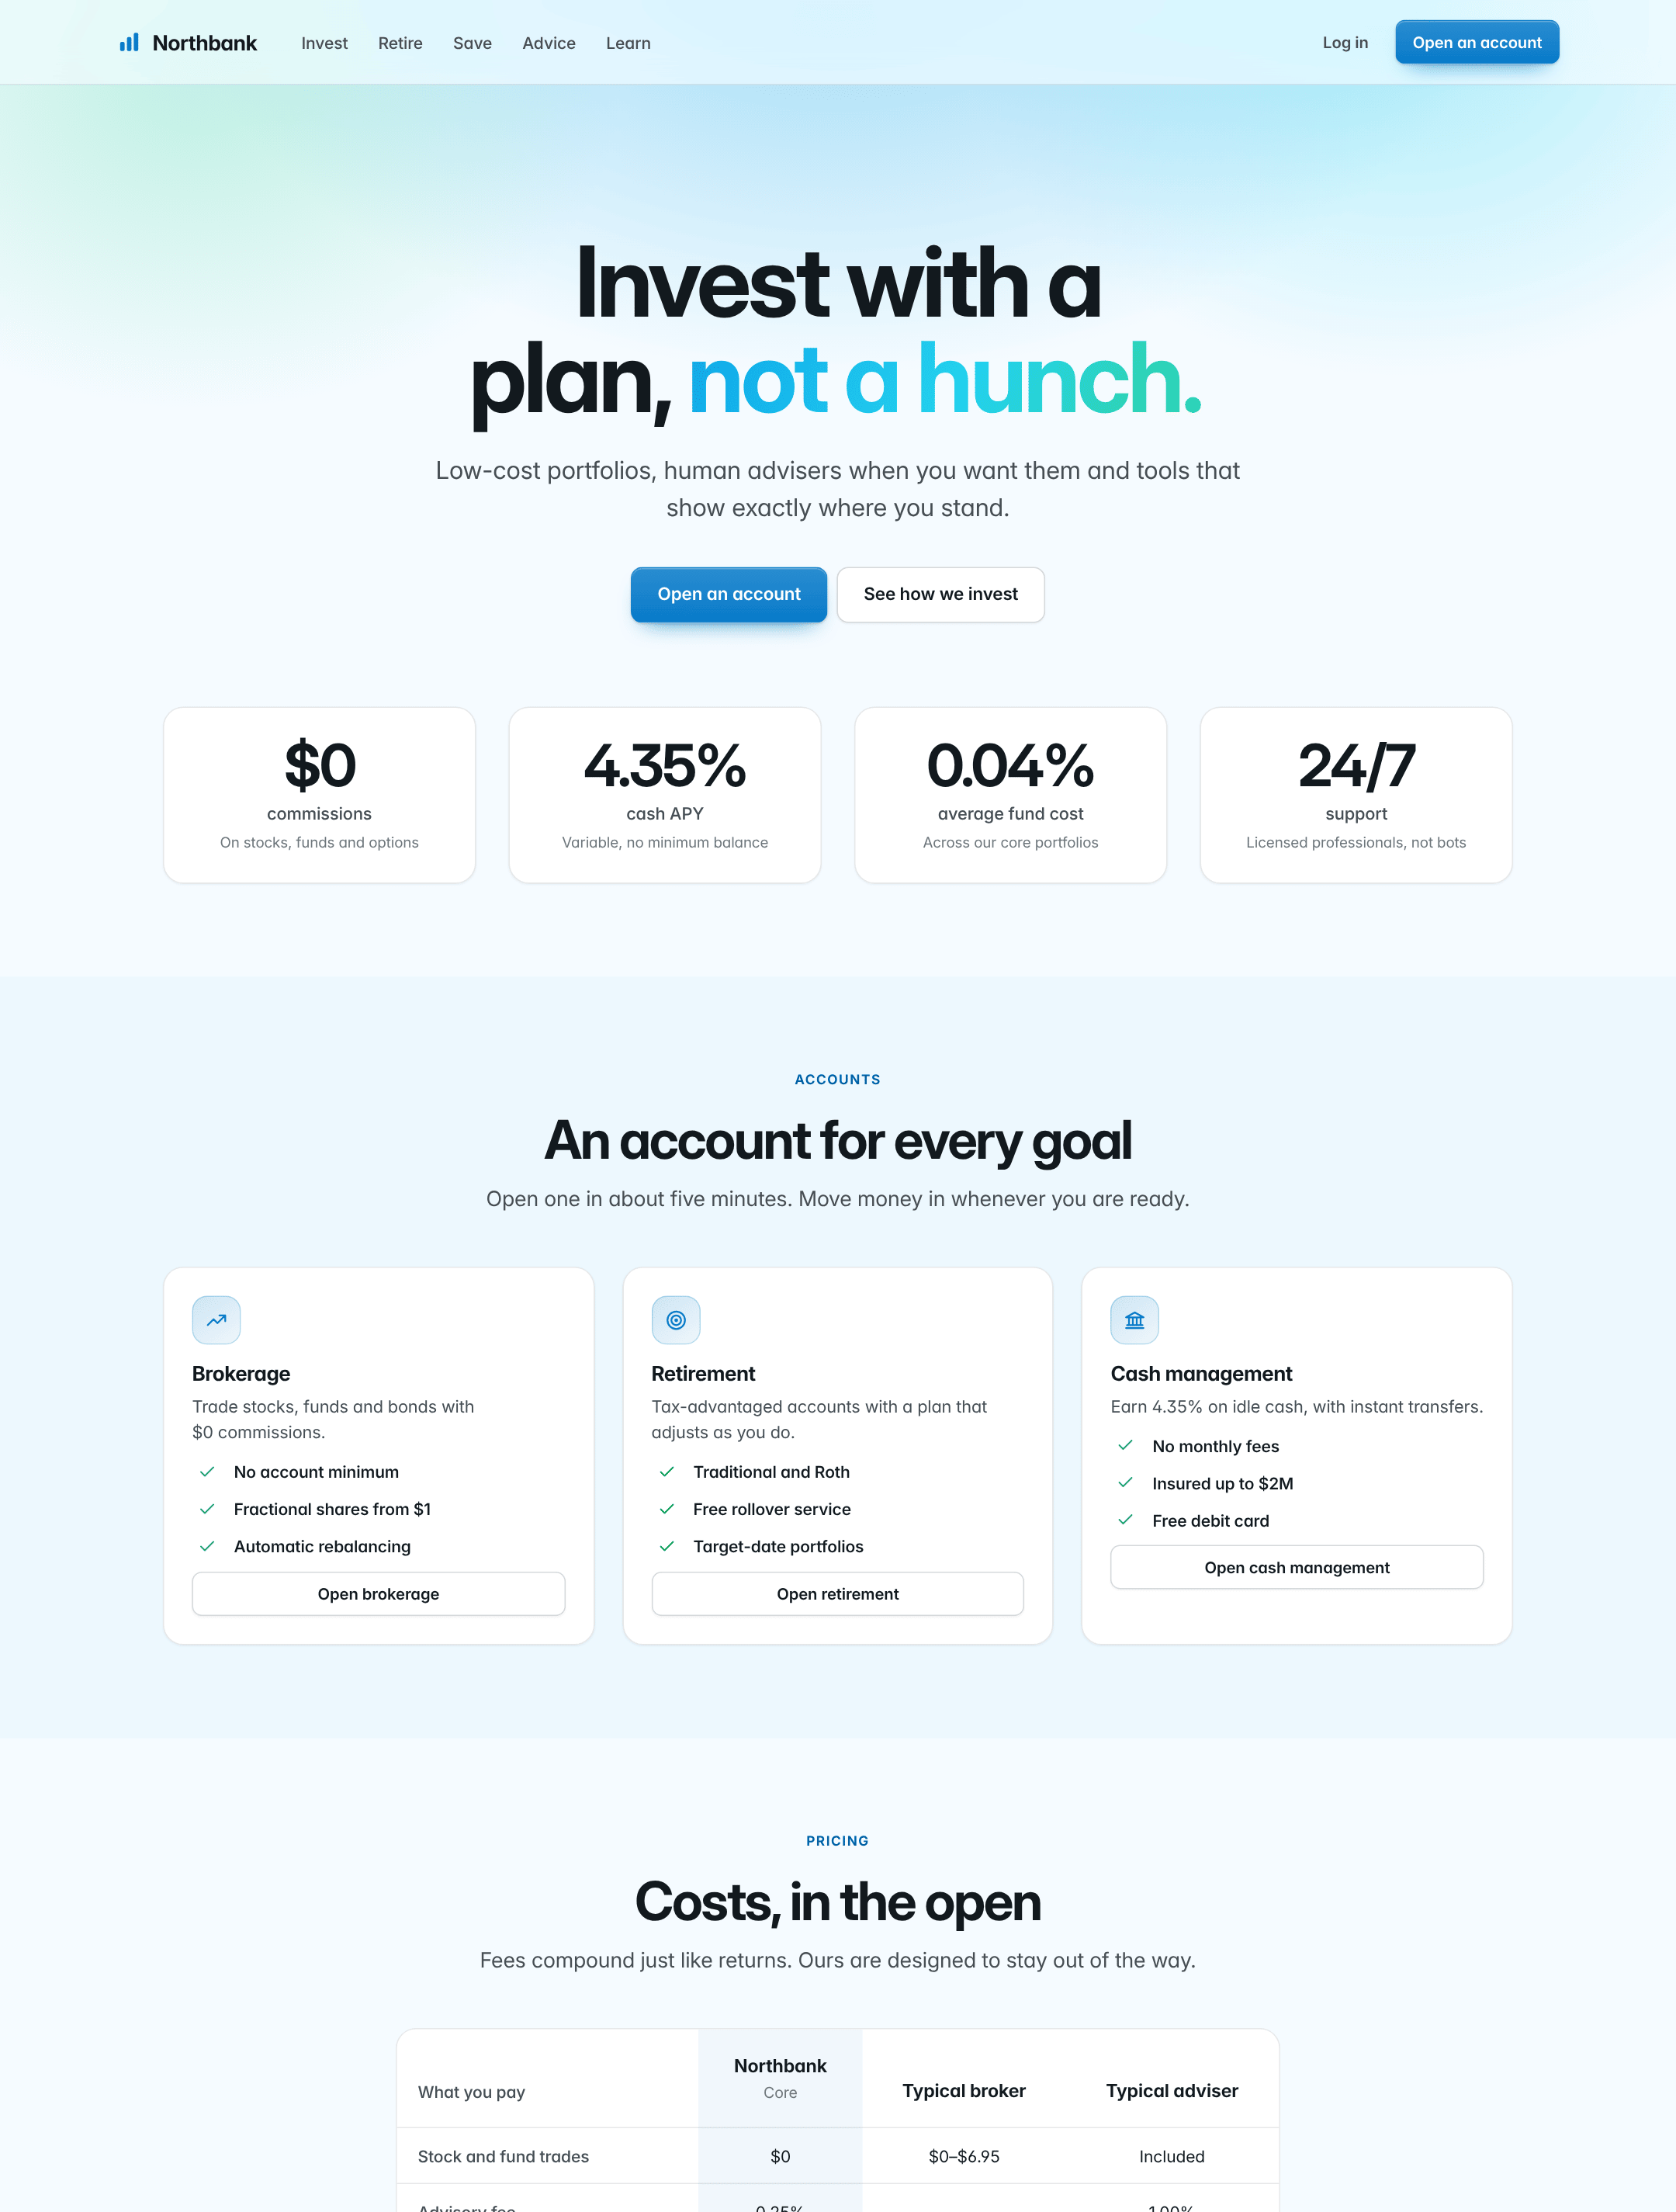 Northbank
Invest
Retire
Save
Advice
Learn
Log in
Open an account
Invest with a
plan, not a hunch.
Low-cost portfolios, human advisers when you want them and tools that
show exactly where you stand.
Open an account
See how we invest
$0
commissions
On stocks, funds and options
4.35%
cash APY
Variable, no minimum balance
0.04%
average fund cost
Across our core portfolios
24/7
support
Licensed professionals, not bots
ACCOUNTS
An account for every goal
Open one in about five minutes. Move money in whenever you are ready.
Brokerage
Trade stocks, funds and bonds with
$0 commissions.
No account minimum
Fractional shares from $1
Automatic rebalancing
Open brokerage
Retirement
Tax-advantaged accounts with a plan that
adjusts as you do.
Traditional and Roth
Free rollover service
Target-date portfolios
Open retirement
Cash management
Earn 4.35% on idle cash, with instant transfers.
No monthly fees
Insured up to $2M
Free debit card
Open cash management
PRICING
Costs, in the open
Fees compound just like returns. Ours are designed to stay out of the way.
What you pay
Northbank
Core
Typical broker
Typical adviser
Stock and fund trades
$0
$0–$6.95
Included
Advisory fee
0.25%
1.00%